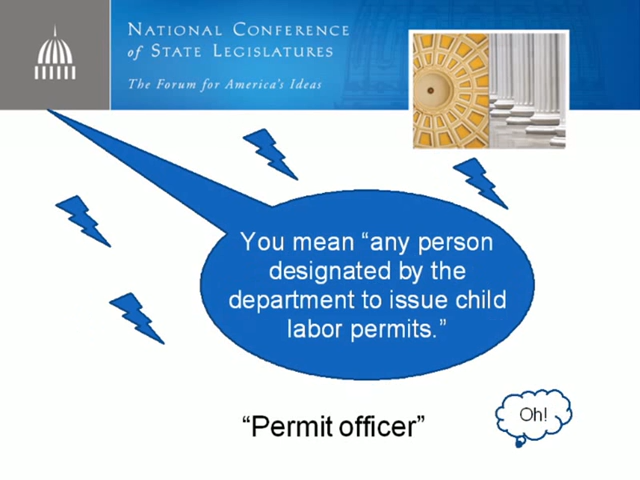 NATIONAL CONFERENCE
of STATE LEGISLATURES
The Forum for America's Ideas
You mean “any person
designated by the
department to issue child
labor permits.”
“Permit officer”
Oh!